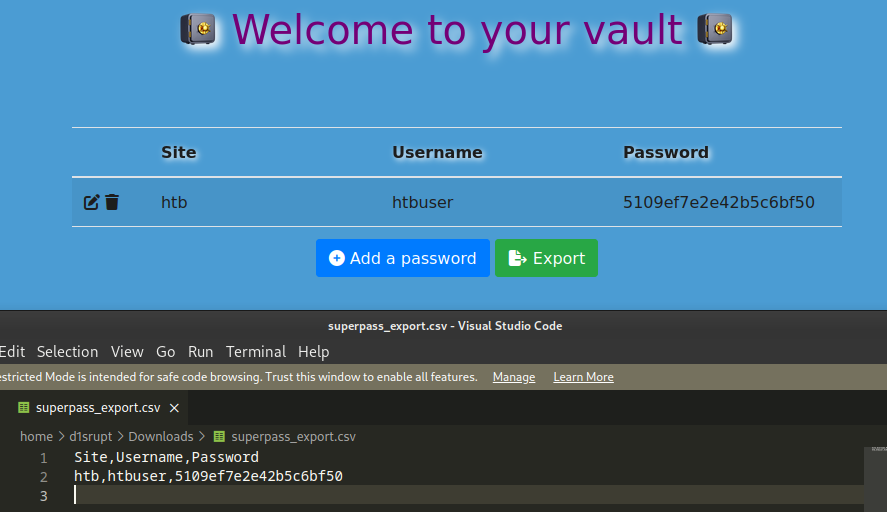 Welcome to your vault
Site Username Password
htb htbuser 5109ef7e2e42b5c6bf50
Add a password Export
superpass_export.csv - Visual Studio Code
Edit Selection View Go Run Terminal Help
estricted Mode is intended for safe code browsing. Trust this window to enable all features. Manage Learn More
superpass_export.csv
home > d1srupt > Downloads > superpass_export.csv
1 Site,Username,Password
2 htb,htbuser,5109ef7e2e42b5c6bf50
3